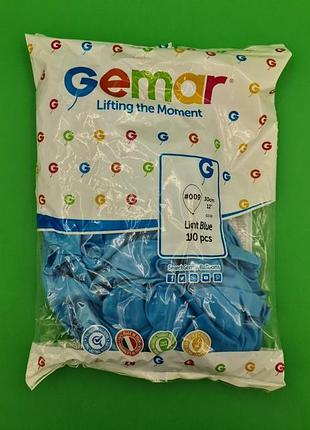 Gemar®
Lifting the Moment
G
#009
30cm
12"
Light Blue
100 pcs